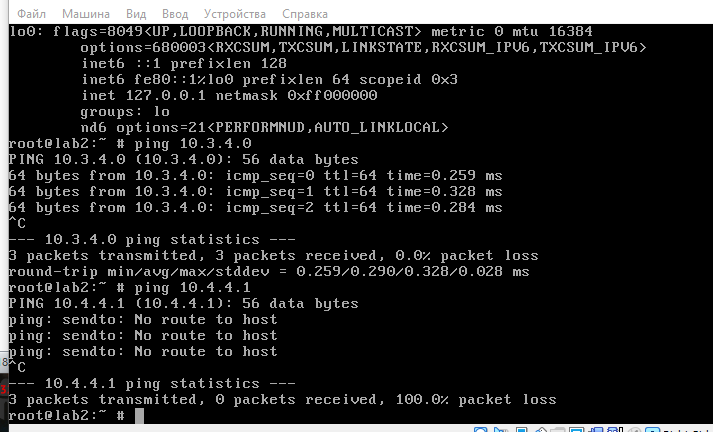 Файл Машина Вид Ввод Устройства Справка
lo0: flags=8049<UP,LOOPBACK,RUNNING,MULTICAST> metric 0 mtu 16384
options=680003<RXCSUM,TXCSUM,LINKSTATE,RXCSUM_IPV6,TXCSUM_IPV6>
inet6 ::1 prefixlen 128
inet6 fe80::1%lo0 prefixlen 64 scopeid 0x3
inet 127.0.0.1 netmask 0xff000000
groups: lo
nd6 options=21<PERFORMNUD,AUTO_LINKLOCAL>
root@lab2:~ # ping 10.3.4.0
PING 10.3.4.0 (10.3.4.0): 56 data bytes
64 bytes from 10.3.4.0: icmp_seq=0 ttl=64 time=0.259 ms
64 bytes from 10.3.4.0: icmp_seq=1 ttl=64 time=0.328 ms
64 bytes from 10.3.4.0: icmp_seq=2 ttl=64 time=0.284 ms
^C
--- 10.3.4.0 ping statistics ---
3 packets transmitted, 3 packets received, 0.0% packet loss
round-trip min/avg/max/stddev = 0.259/0.290/0.328/0.028 ms
root@lab2:~ # ping 10.4.4.1
PING 10.4.4.1 (10.4.4.1): 56 data bytes
ping: sendto: No route to host
ping: sendto: No route to host
ping: sendto: No route to host
^C
--- 10.4.4.1 ping statistics ---
3 packets transmitted, 0 packets received, 100.0% packet loss
root@lab2:~ #